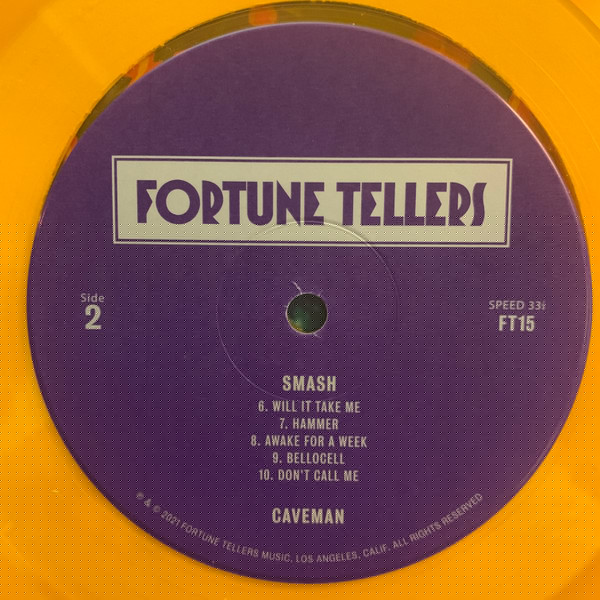 FORTUNE TELLERS
Side
2
SPEED 33⅓
FT15
SMASH
6. WILL IT TAKE ME
7. HAMMER
8. AWAKE FOR A WEEK
9. BELLOCELL
10. DON'T CALL ME
CAVEMAN
℗ & © 2021 FORTUNE TELLERS MUSIC, LOS ANGELES, CALIF. ALL RIGHTS RESERVED